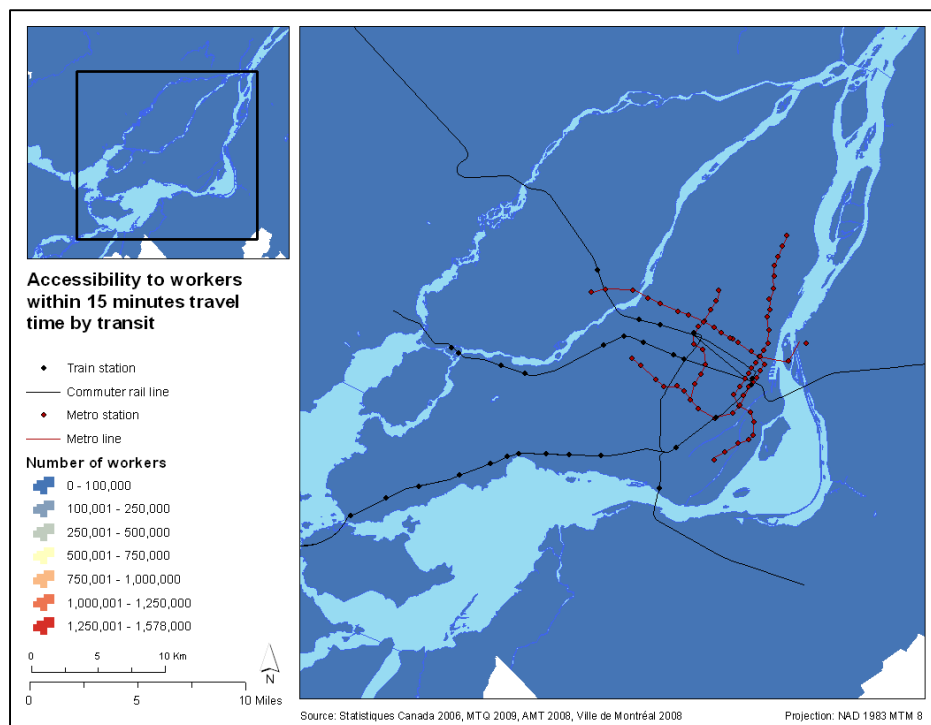 Accessibility to workers
within 15 minutes travel
time by transit
Train station
Commuter rail line
Metro station
Metro line
Number of workers
0 - 100,000
100,001 - 250,000
250,001 - 500,000
500,001 - 750,000
750,001 - 1,000,000
1,000,001 - 1,250,000
1,250,001 - 1,578,000
0 5 10 Km
N
0 5 10 Miles
Source: Statistiques Canada 2006, MTQ 2009, AMT 2008, Ville de Montréal 2008 Projection: NAD 1983 MTM 8